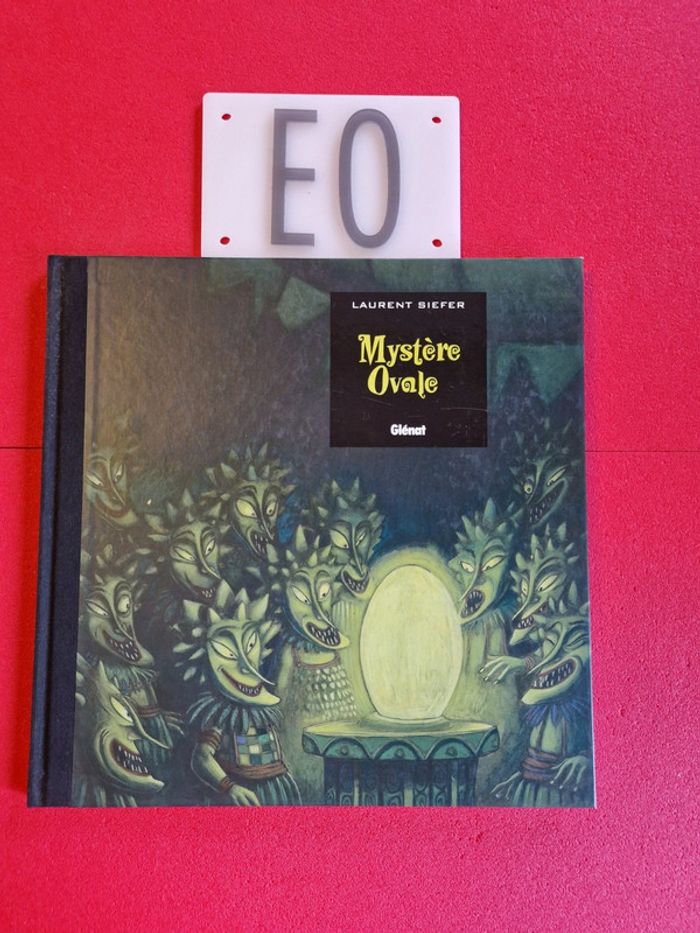 EO
LAURENT SIEFER
Mystère
Ovale
Glénat